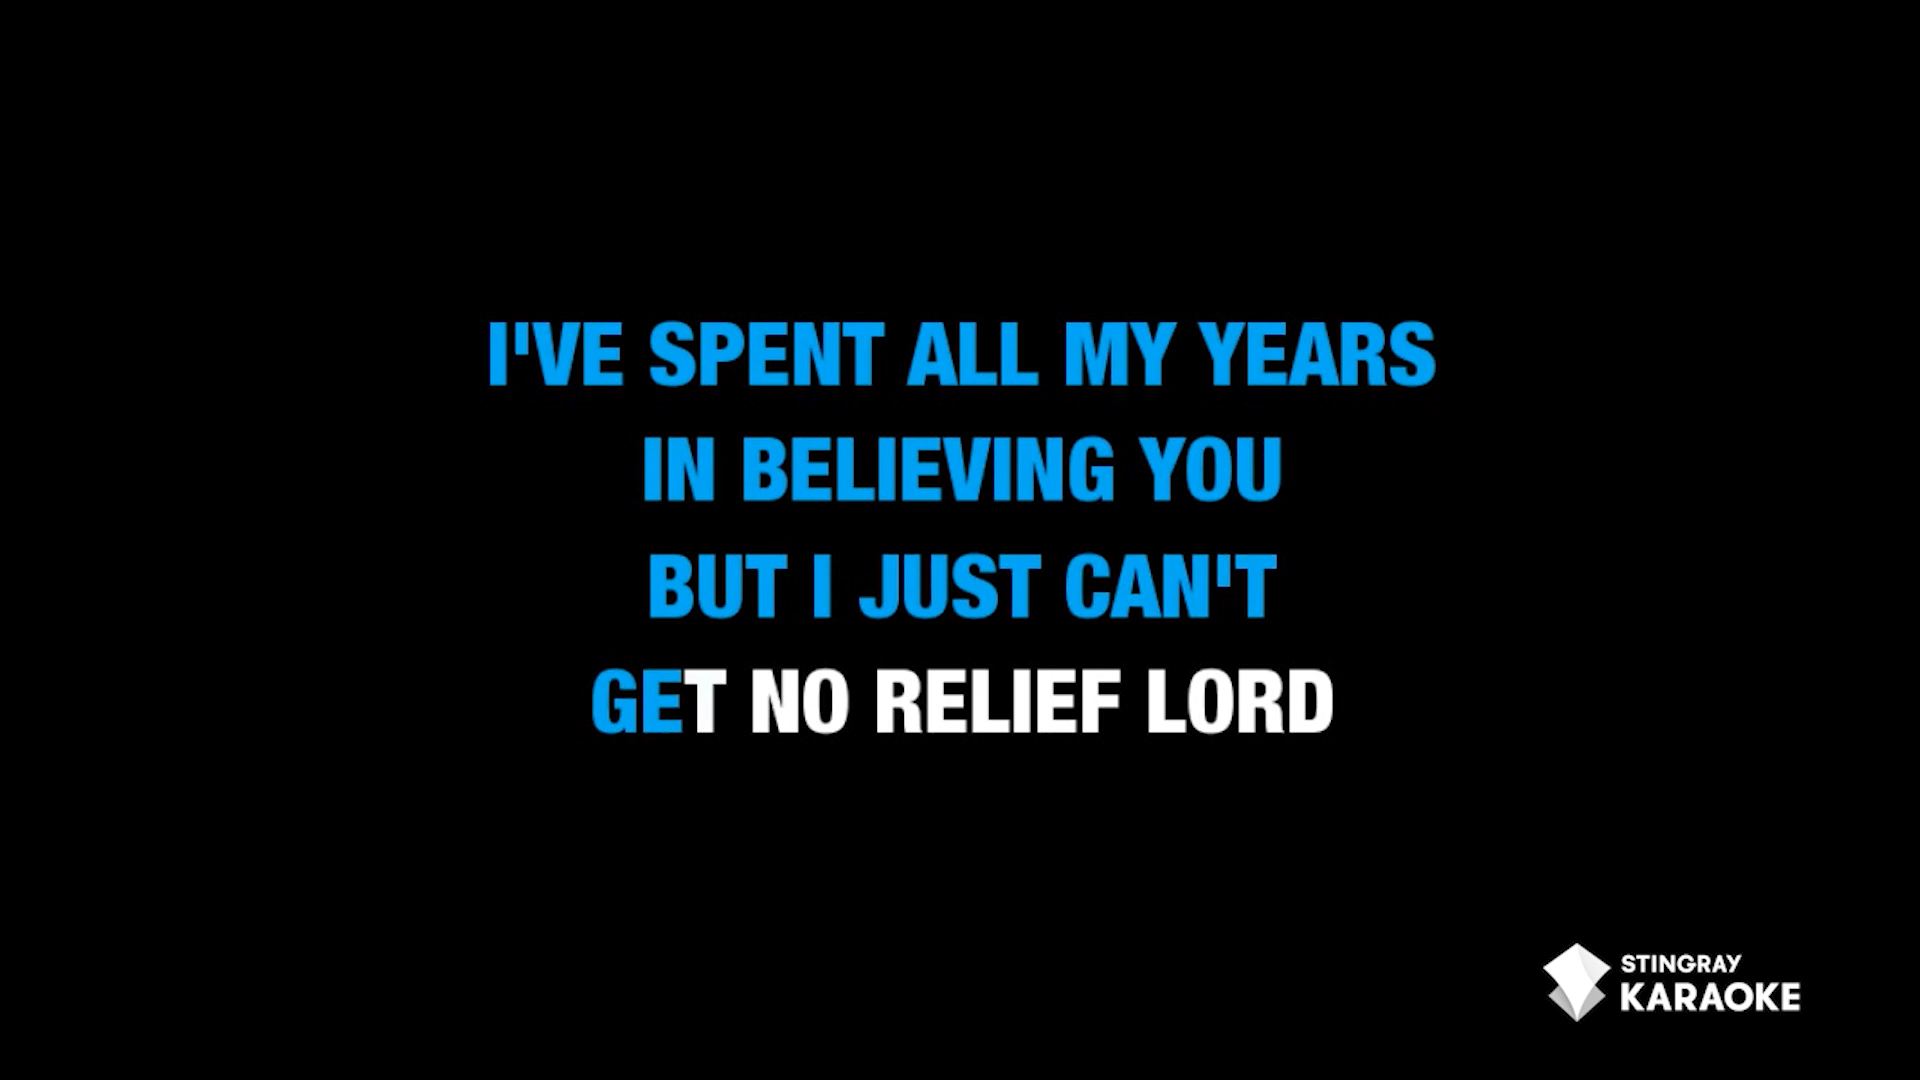 I'VE SPENT ALL MY YEARS
IN BELIEVING YOU
BUT I JUST CAN'T
GET NO RELIEF LORD
STINGRAY
KARAOKE